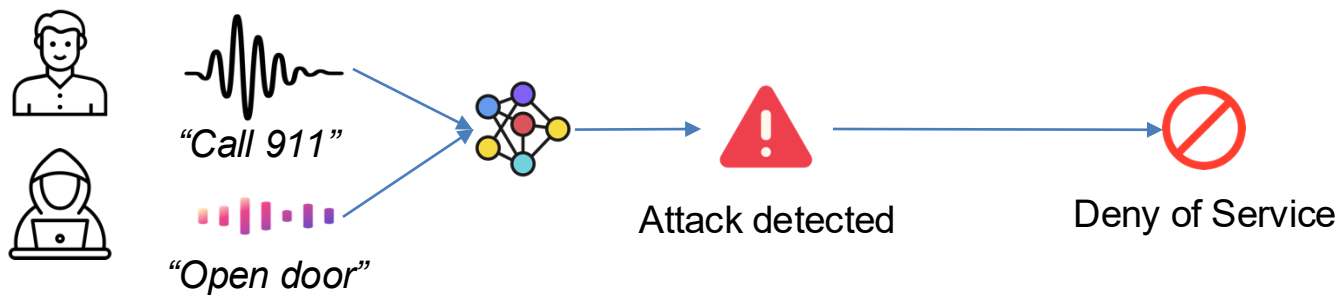 “Call 911”
“Open door”
Attack detected
Deny of Service